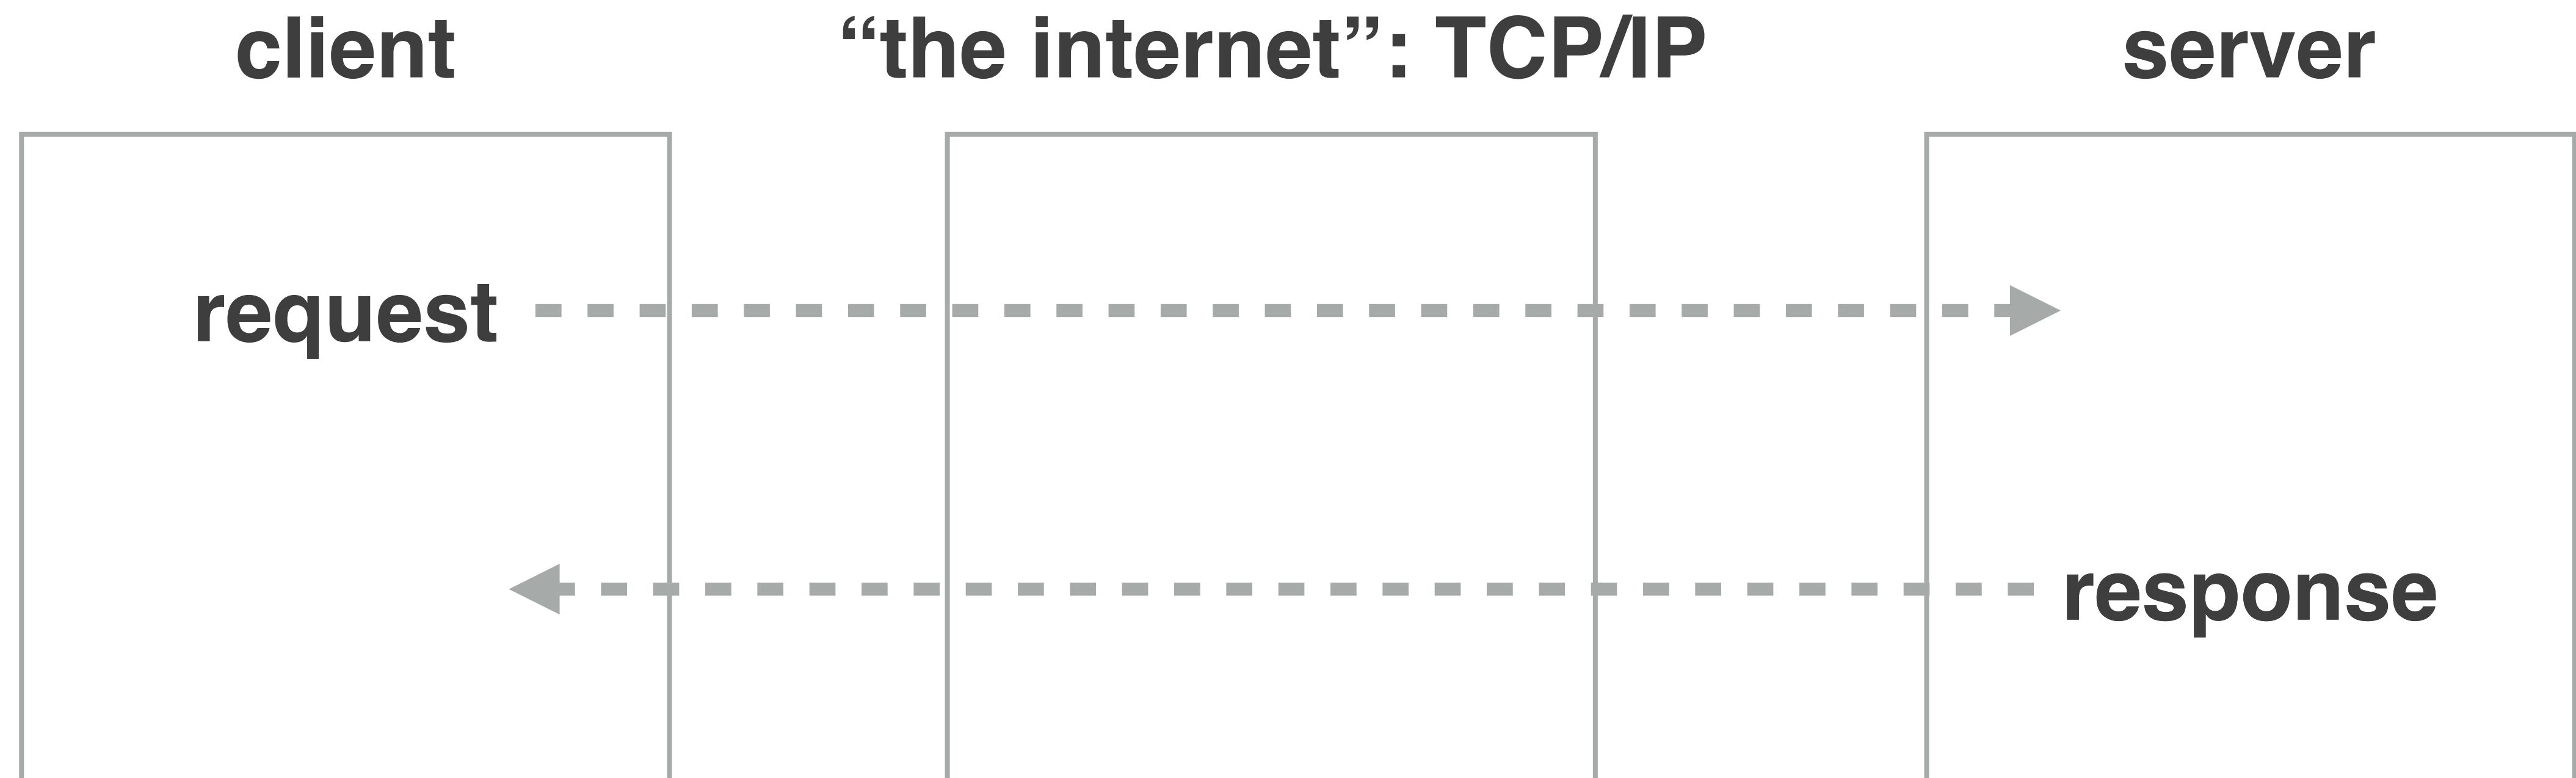 client
“the internet”: TCP/IP
server
request
response